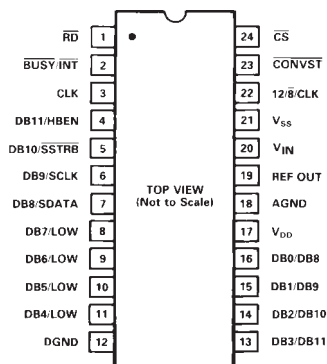 RD 1 24 CS
BUSY/INT 2 23 CONVST
CLK 3 22 12/8/CLK
DB11/HBEN 4 21 VSS
DB10/SSTRB 5 20 VIN
DB9/SCLK 6 19 REF OUT
DB8/SDATA 7 TOP VIEW (Not to Scale) 18 AGND
DB7/LOW 8 17 VDD
DB6/LOW 9 16 DB0/DB8
DB5/LOW 10 15 DB1/DB9
DB4/LOW 11 14 DB2/DB10
DGND 12 13 DB3/DB11